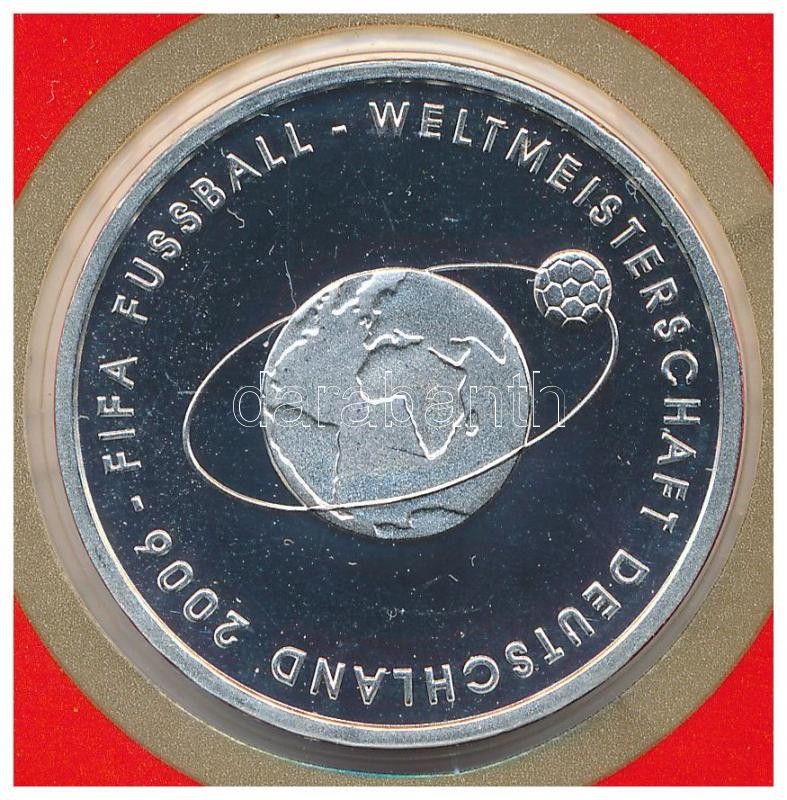 FIFA FUSSBALL - WELTMEISTERSCHAFT DEUTSCHLAND 2006 -
darabanth